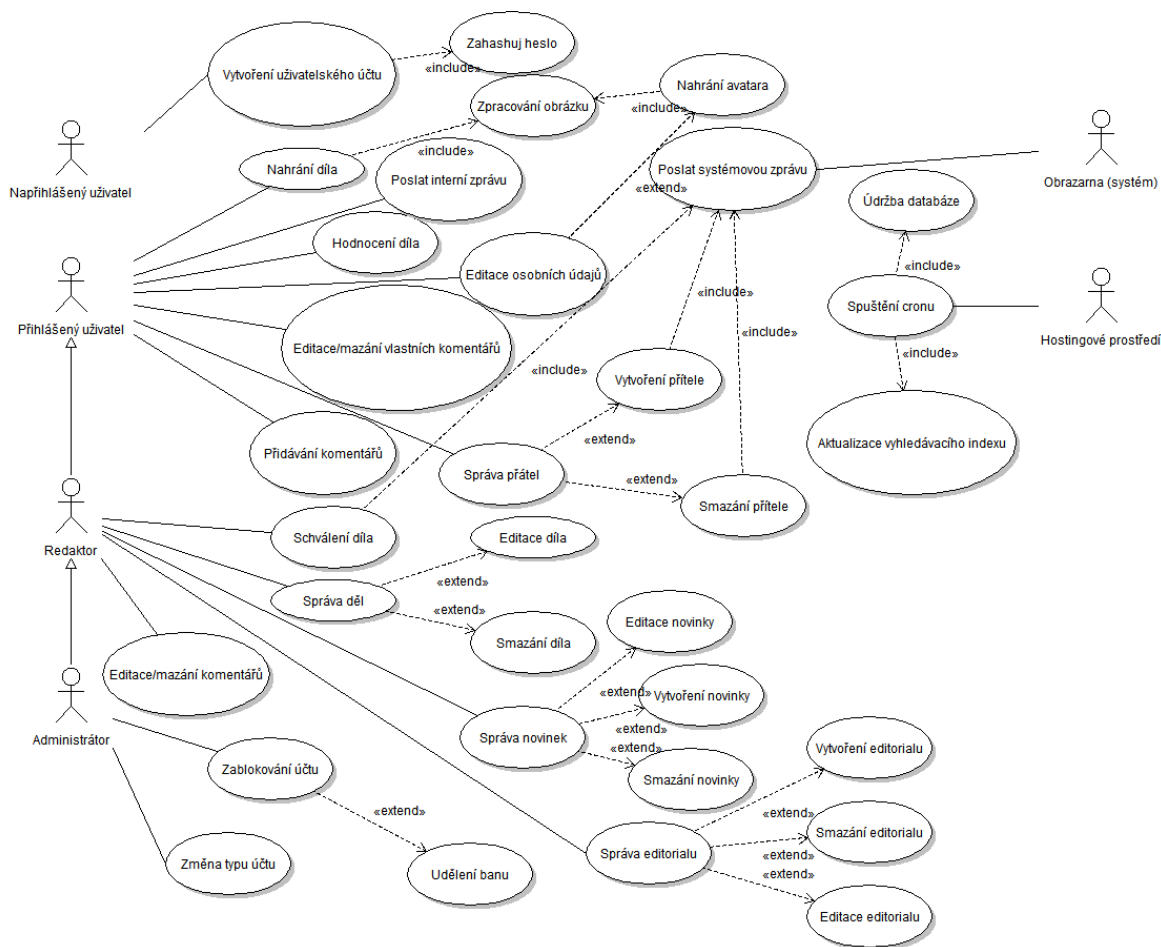 Zahashuj heslo
Vytvoření uživatelského účtu
«include»
Nahrání avatara
Zpracování obrázku
«include»
Napřihlášený uživatel
Nahrání díla
«include»
Poslat interní zprávu
Poslat systémovou zprávu
Obrazarna (systém)
«extend»
Údržba databáze
Hodnocení díla
Editace osobních údajů
«include»
Přihlášený uživatel
«include»
Spuštění cronu
Hostingové prostředí
Editace/mazání vlastních komentářů
«include»
«include»
«include»
Vytvoření přítele
Aktualizace vyhledávacího indexu
«extend»
Přidávání komentářů
Správa přátel
«extend»
Smazání přítele
Redaktor
Schválení díla
Editace díla
«extend»
Správa děl
«extend»
Editace novinky
Smazání díla
Editace/mazání komentářů
«extend»
Vytvoření novinky
«extend»
Správa novinek
«extend»
Administrátor
Vytvoření editorialu
Zablokování účtu
Smazání novinky
«extend»
«extend»
Smazání editorialu
Správa editorialu
«extend»
Změna typu účtu
Udělení banu
«extend»
Editace editorialu